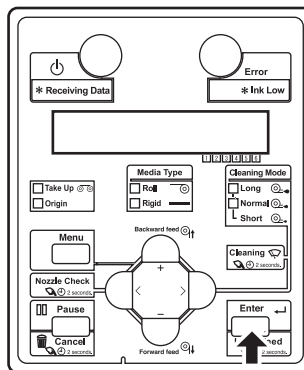 Error
* Receiving Data
* Ink Low
1 2 3 4 5 6
Media Type
Cleaning Mode
Take Up
Roll
Long
Origin
Rigid
Normal
Short
Menu
Backward feed
Cleaning
2 seconds.
Nozzle Check
2 seconds.
+
< >
−
Pause
Enter
Cancel
2 seconds.
Forward feed
2 seconds.